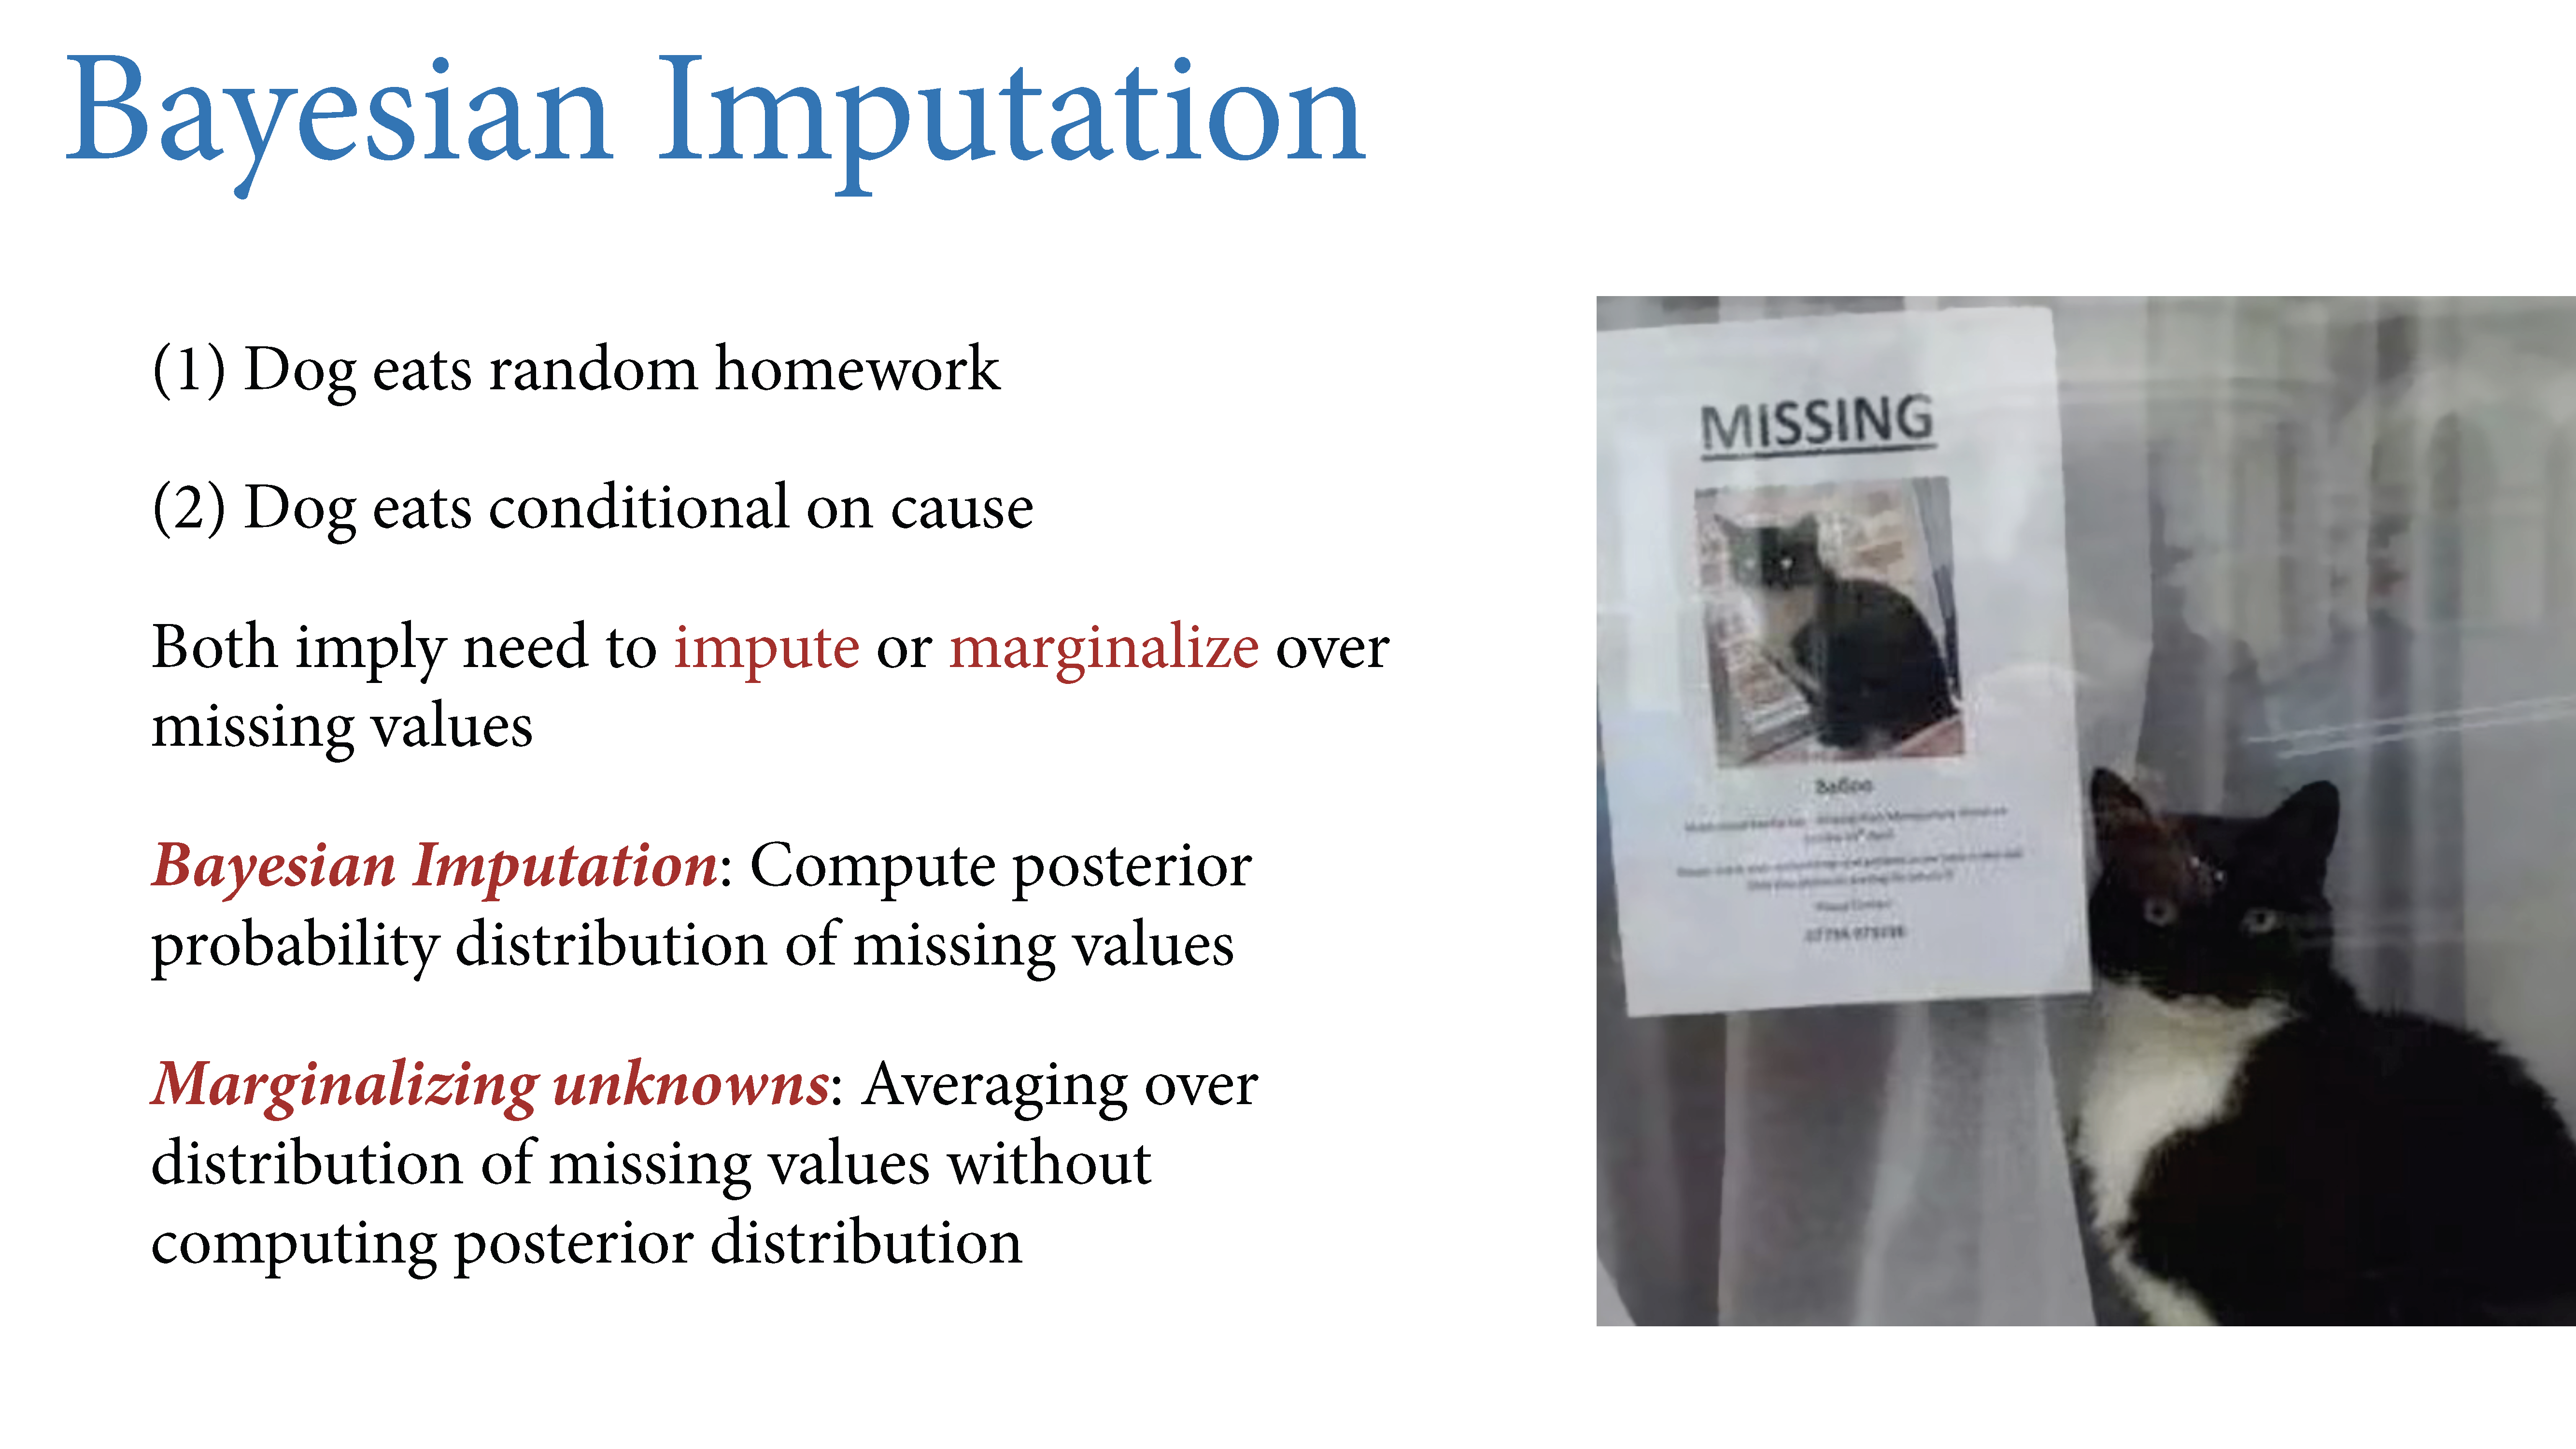 Bayesian Imputation
(1) Dog eats random homework
(2) Dog eats conditional on cause
Both imply need to impute or marginalize over
missing values
Bayesian Imputation: Compute posterior
probability distribution of missing values
Marginalizing unknowns: Averaging over
distribution of missing values without
computing posterior distribution
MISSING